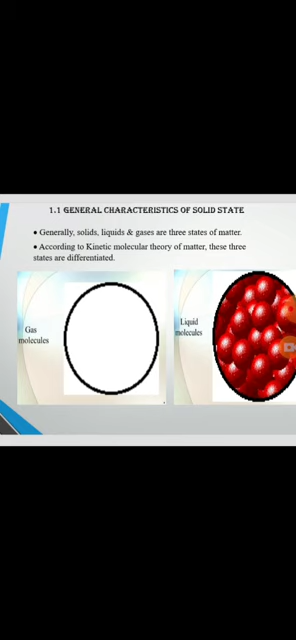 1.1 GENERAL CHARACTERISTICS OF SOLID STATE
• Generally, solids, liquids & gases are three states of matter.
• According to Kinetic molecular theory of matter, these three
states are differentiated.
Gas
molecules
Liquid
molecules